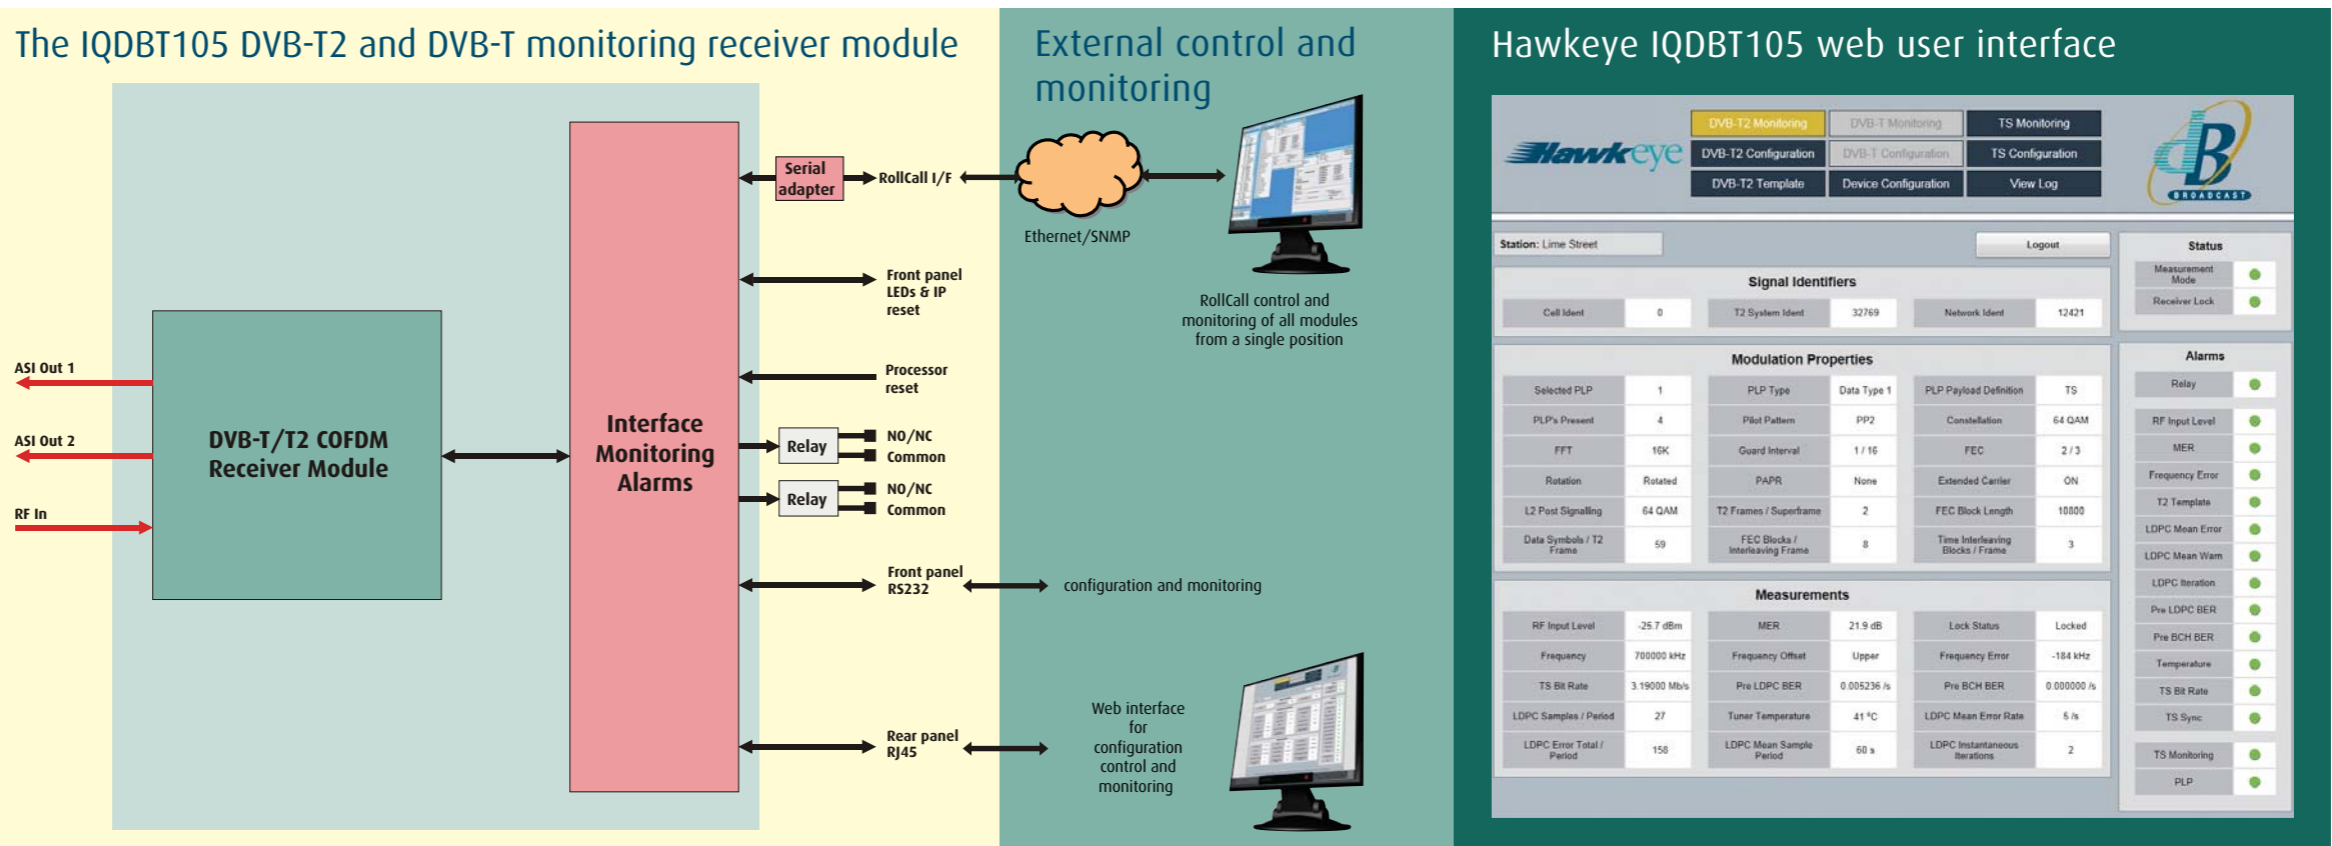 The IQDBT105 DVB-T2 and DVB-T monitoring receiver module
ASI Out 1
ASI Out 2
RF In
DVB-T/T2 COFDM
Receiver Module
Interface
Monitoring
Alarms
Serial
adapter
RollCall I/F
Front panel
LEDs & IP
reset
Processor
reset
Relay
NO/NC
Common
Relay
NO/NC
Common
Front panel
RS232
Rear panel
RJ45
External control and
monitoring
Ethernet/SNMP
RollCall control and
monitoring of all modules
from a single position
configuration and monitoring
Web interface
for
configuration
control and
monitoring
Hawkeye IQDBT105 web user interface
Hawkeye
DVB-T2 Monitoring DVB-T Monitoring TS Monitoring
DVB-T2 Configuration DVB-T Configuration TS Configuration
DVB-T2 Template Device Configuration View Log
dB
BROADCAST
Station: Lime Street
Logout
Signal Identifiers
Cell Ident 0 T2 System Ident 32769 Network Ident 12421
Modulation Properties
Selected PLP 1 PLP Type Data Type 1 PLP Payload Definition TS
PLP's Present 4 Pilot Pattern PP2 Constellation 64 QAM
FFT 16K Guard Interval 1 / 16 FEC 2 / 3
Rotation Rotated PAPR None Extended Carrier ON
L2 Post Signalling 64 QAM T2 Frames / Superframe 2 FEC Block Length 10800
Data Symbols / T2
Frame
59
FEC Blocks /
Interleaving Frame
8
Time Interleaving
Blocks / Frame
3
Measurements
RF Input Level -25.7 dBm MER 21.9 dB Lock Status Locked
Frequency 700000 kHz Frequency Offset Upper Frequency Error -184 kHz
TS Bit Rate 3.19000 Mb/s Pre LDPC BER 0.005236 /s Pre BCH BER 0.000000 /s
LDPC Samples / Period 27 Tuner Temperature 41 ºC LDPC Mean Error Rate 5 /s
LDPC Error Total /
Period
158
LDPC Mean Sample
Period
60 s
LDPC Instantaneous
Iterations
2
Status
Measurement
Mode
Receiver Lock
Alarms
Relay
RF Input Level
MER
Frequency Error
T2 Template
LDPC Mean Error
LDPC Mean Warn
LDPC Iteration
Pre LDPC BER
Pre BCH BER
Temperature
TS Bit Rate
TS Sync
TS Monitoring
PLP